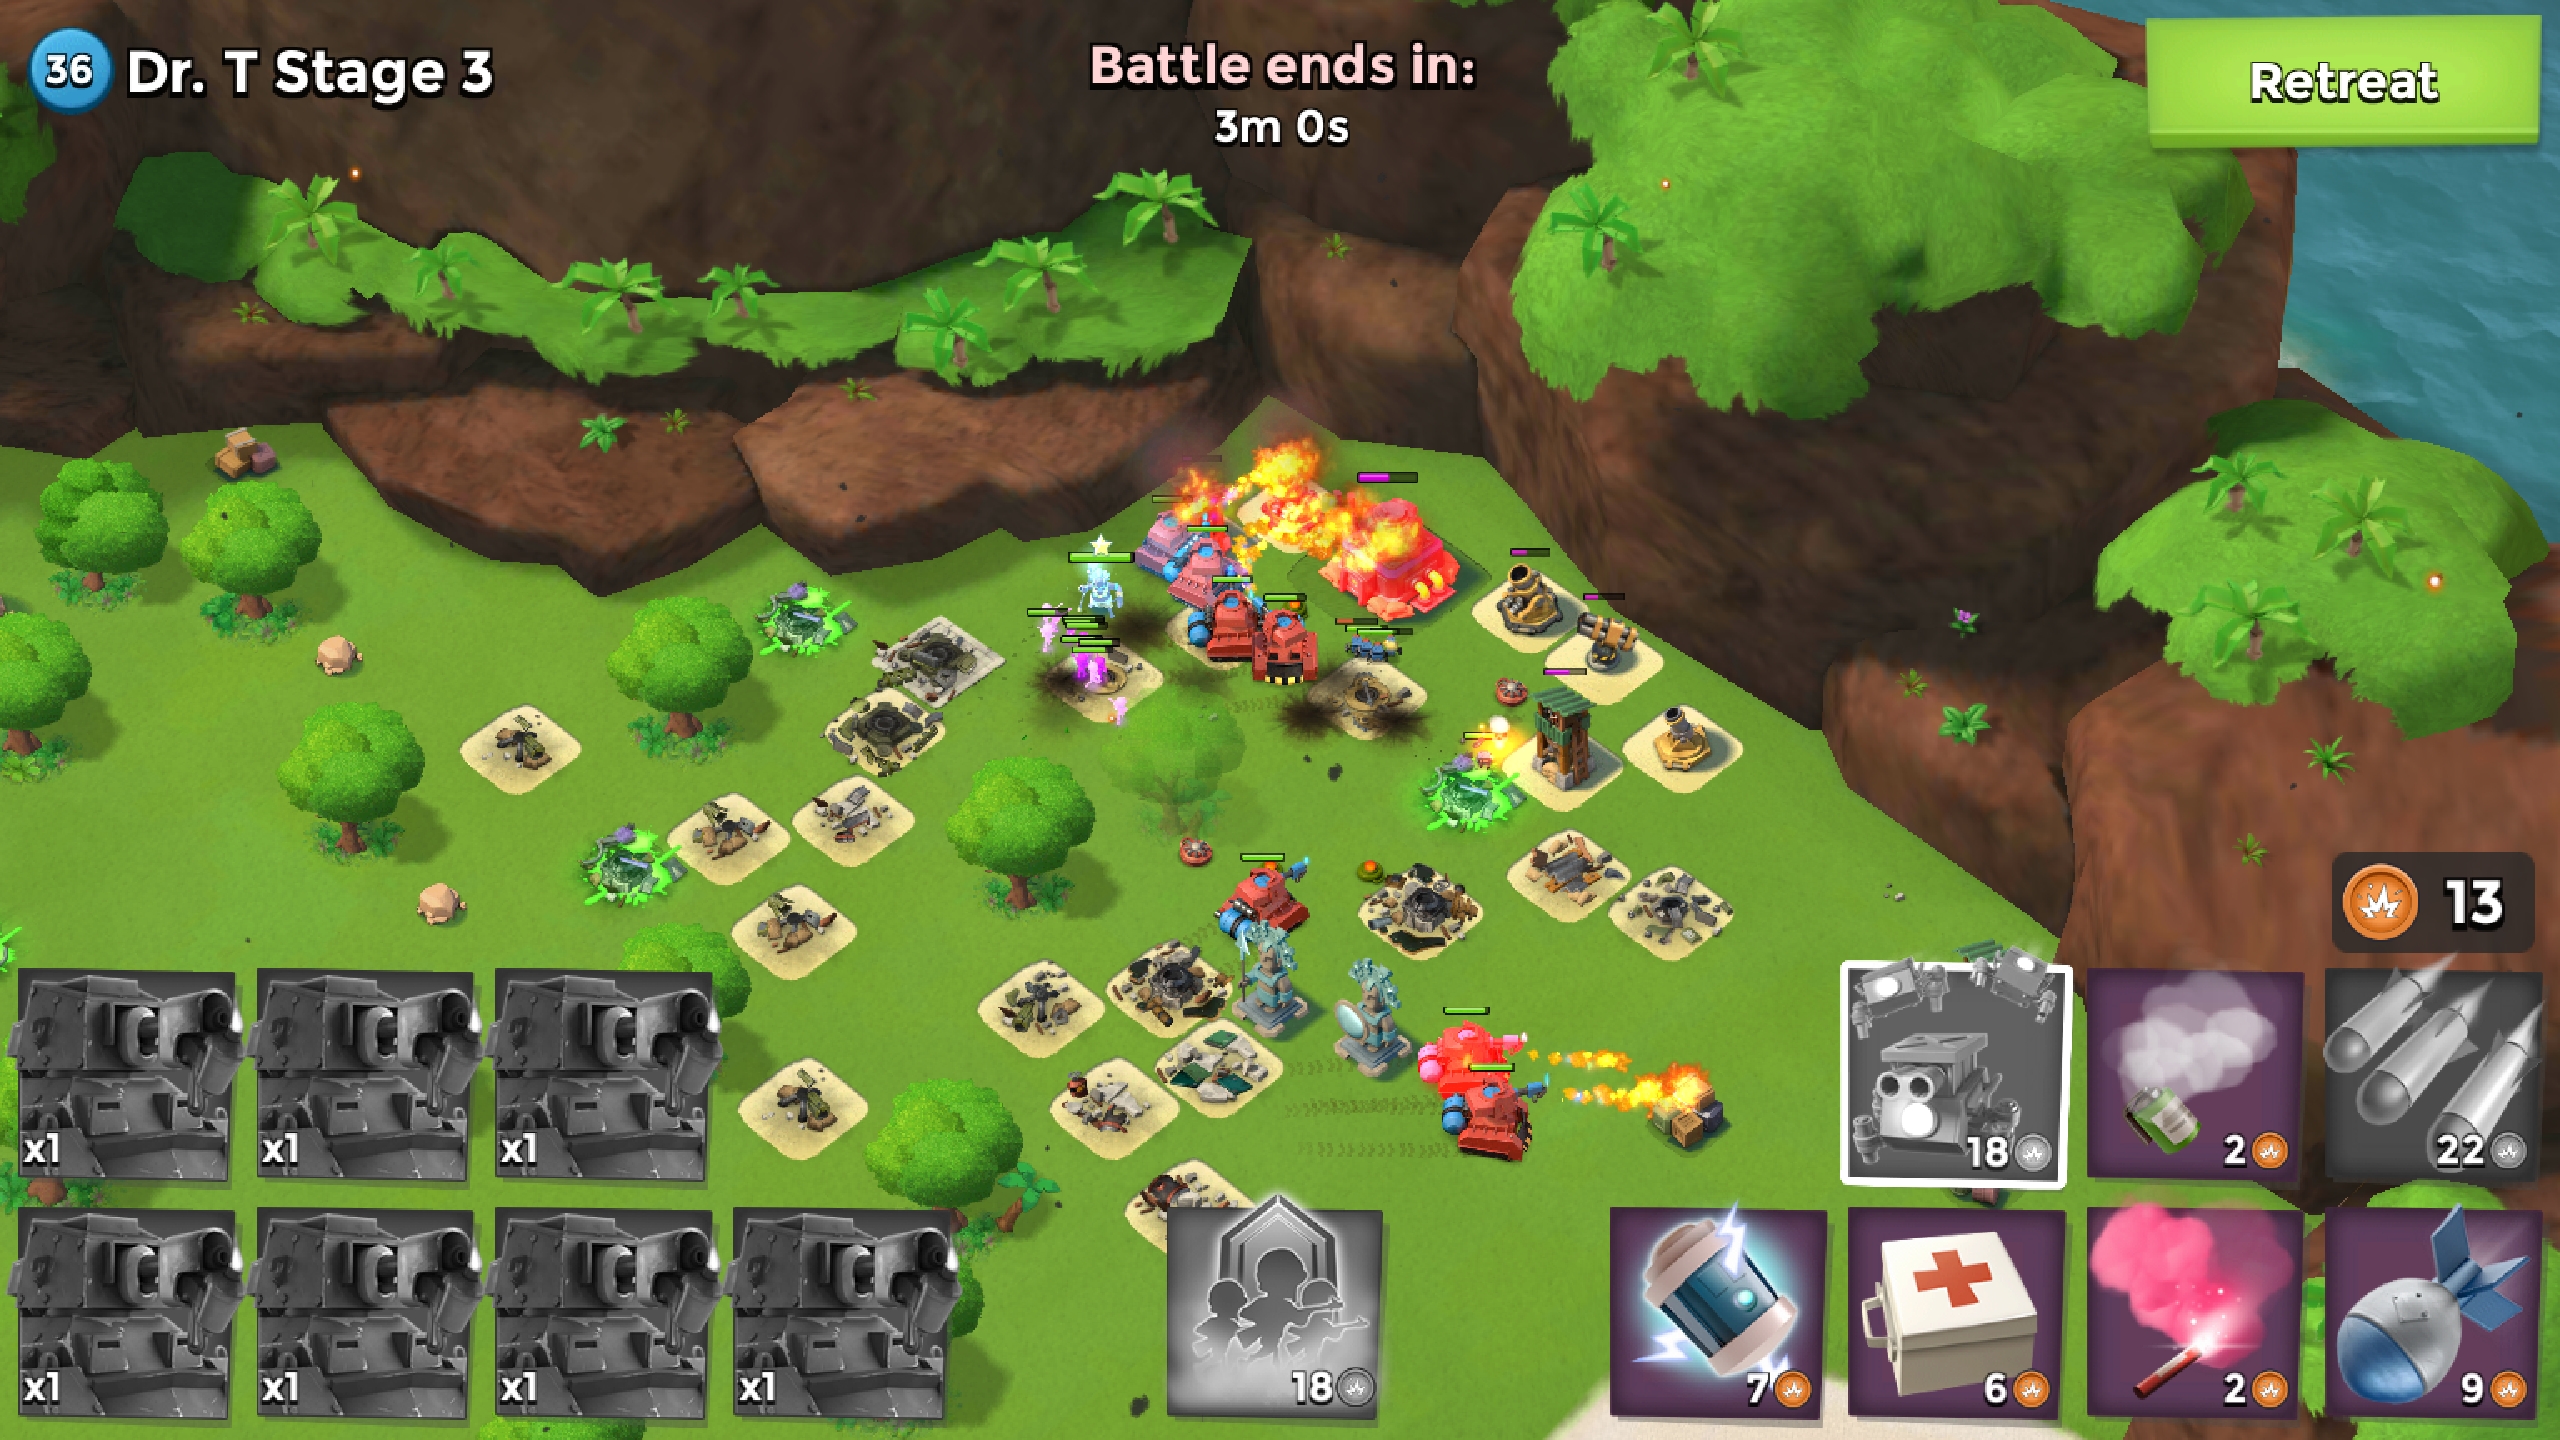 36 Dr. T Stage 3
Battle ends in:
3m 0s
Retreat
13
x1 x1 x1
18 2 22
x1 x1 x1 x1
18
7 6 2 9